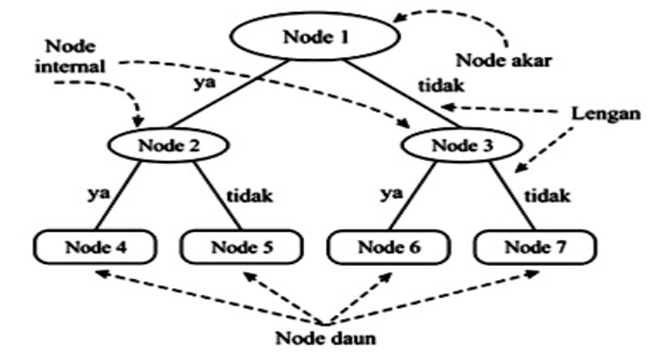 Node 1
Node akar
Node
internal
ya
tidak
Lengan
Node 2
Node 3
ya
tidak
ya
tidak
Node 4
Node 5
Node 6
Node 7
Node daun